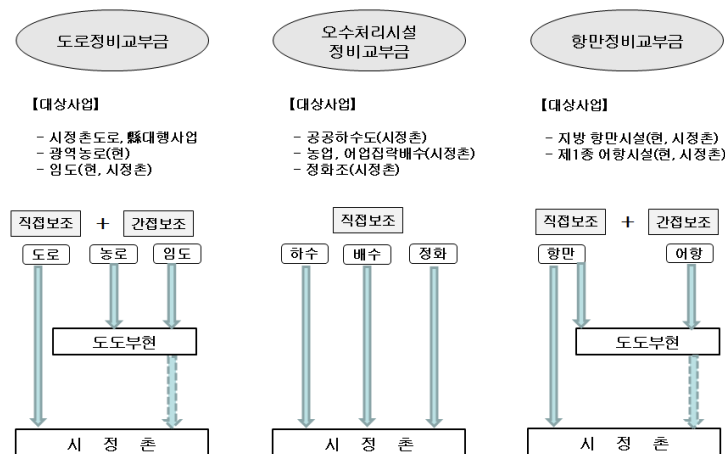 도로정비교부금
【대상사업】
- 시정촌도로, 縣대행사업
- 광역농로(현)
- 임도(현, 시정촌)
직접보조 + 간접보조
도로 농로 임도
도도부현
시 정 촌
오수처리시설
정비교부금
【대상사업】
- 공공하수도(시정촌)
- 농업, 어업집락배수(시정촌)
- 정화조(시정촌)
직접보조
하수 배수 정화
시 정 촌
항만정비교부금
【대상사업】
- 지방 항만시설(현, 시정촌)
- 제1종 어항시설(현, 시정촌)
직접보조 + 간접보조
항만 어항
도도부현
시 정 촌